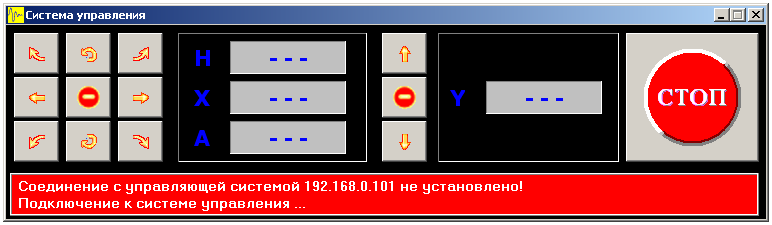 Система управления
H
- - -
X
- - -
A
- - -
Y
- - -
СТОП
Соединение с управляющей системой 192.168.0.101 не установлено!
Подключение к системе управления ...